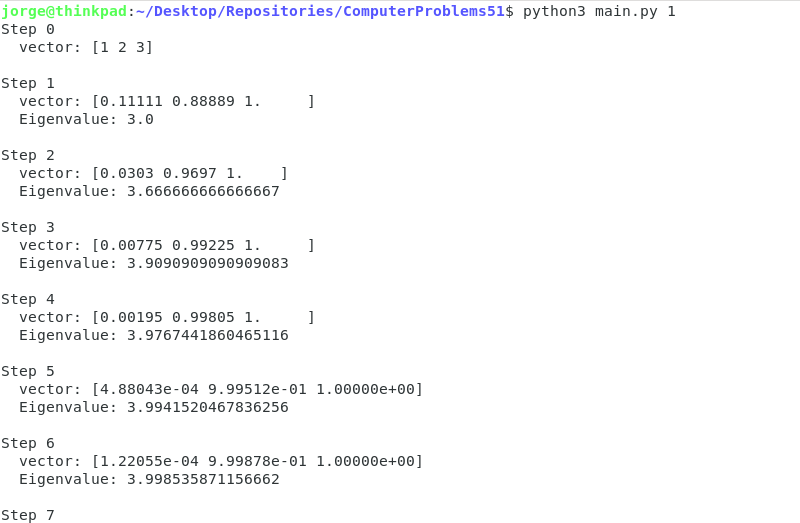 jorge@thinkpad:~/Desktop/Repositories/ComputerProblems51$ python3 main.py 1
Step 0
  vector: [1 2 3]

Step 1
  vector: [0.11111 0.88889 1.     ]
  Eigenvalue: 3.0

Step 2
  vector: [0.0303 0.9697 1.    ]
  Eigenvalue: 3.666666666666667

Step 3
  vector: [0.00775 0.99225 1.     ]
  Eigenvalue: 3.9090909090909083

Step 4
  vector: [0.00195 0.99805 1.     ]
  Eigenvalue: 3.9767441860465116

Step 5
  vector: [4.88043e-04 9.99512e-01 1.00000e+00]
  Eigenvalue: 3.9941520467836256

Step 6
  vector: [1.22055e-04 9.99878e-01 1.00000e+00]
  Eigenvalue: 3.998535871156662

Step 7